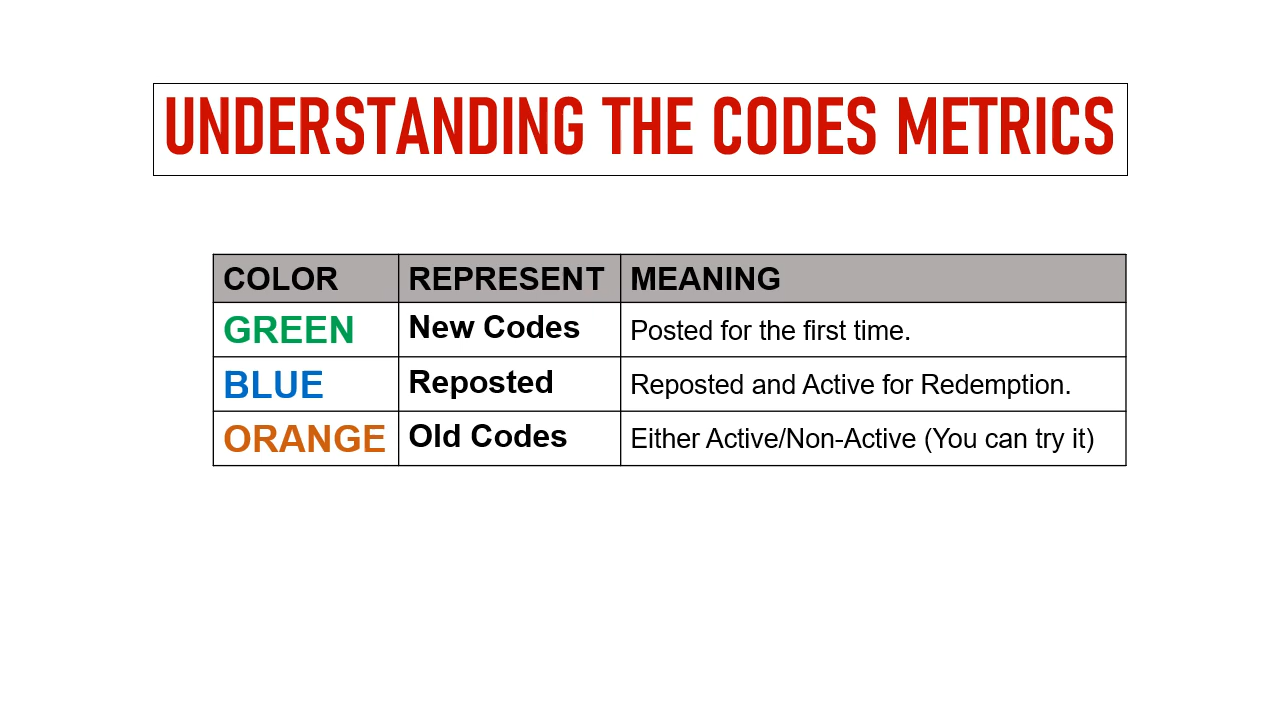 UNDERSTANDING THE CODES METRICS
COLOR REPRESENT MEANING
GREEN New Codes Posted for the first time.
BLUE Reposted Reposted and Active for Redemption.
ORANGE Old Codes Either Active/Non-Active (You can try it)